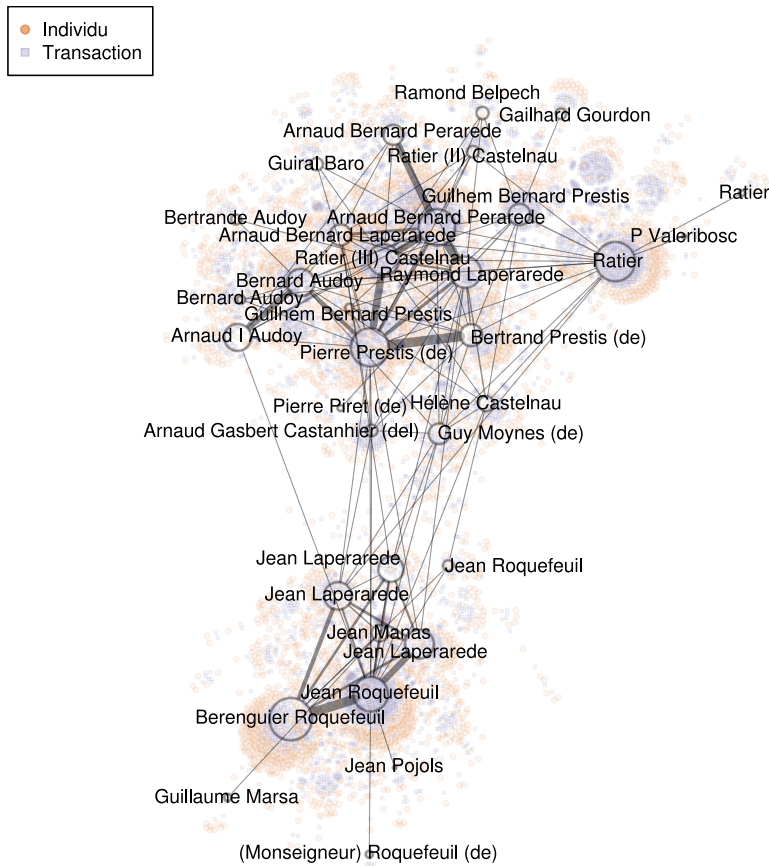 Individu
Transaction
Ramond Belpech
Gailhard Gourdon
Arnaud Bernard Perarede
Ratier (II) Castelnau
Guiral Baro
Ratier
Guilhem Bernard Prestis
Bertrande Audoy
Arnaud Bernard Perarede
Arnaud Bernard Laperarede
P Valeribosc
Ratier (III) Castelnau
Ratier
Raymond Laperarede
Bernard Audoy
Bernard Audoy
Guilhem Bernard Prestis
Arnaud I Audoy
Bertrand Prestis (de)
Pierre Prestis (de)
Pierre Piret (de)
Hélène Castelnau
Arnaud Gasbert Castanhier (del)
Guy Moynes (de)
Jean Laperarede
Jean Roquefeuil
Jean Laperarede
Jean Manas
Jean Laperarede
Jean Roquefeuil
Berenguier Roquefeuil
Jean Pojols
Guillaume Marsa
(Monseigneur) Roquefeuil (de)